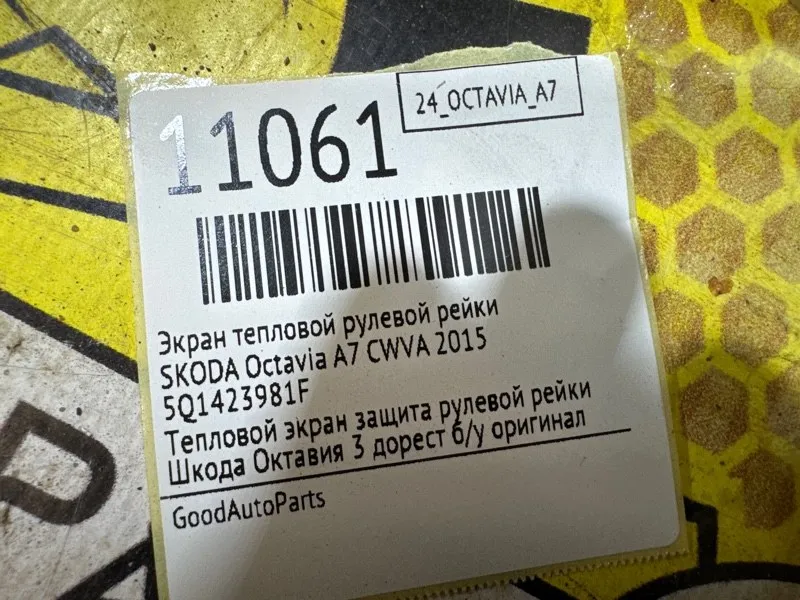 24_OCTAVIA_A7
11061
Экран тепловой рулевой рейки
SKODA Octavia A7 CWVA 2015
5Q1423981F
Тепловой экран защита рулевой рейки
Шкода Октавия 3 дорест б/у оригинал
GoodAutoParts